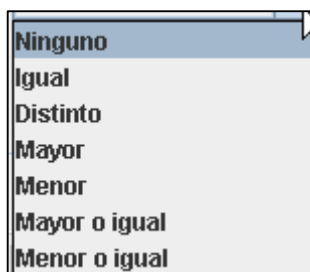 Ninguno
Igual
Distinto
Mayor
Menor
Mayor o igual
Menor o igual